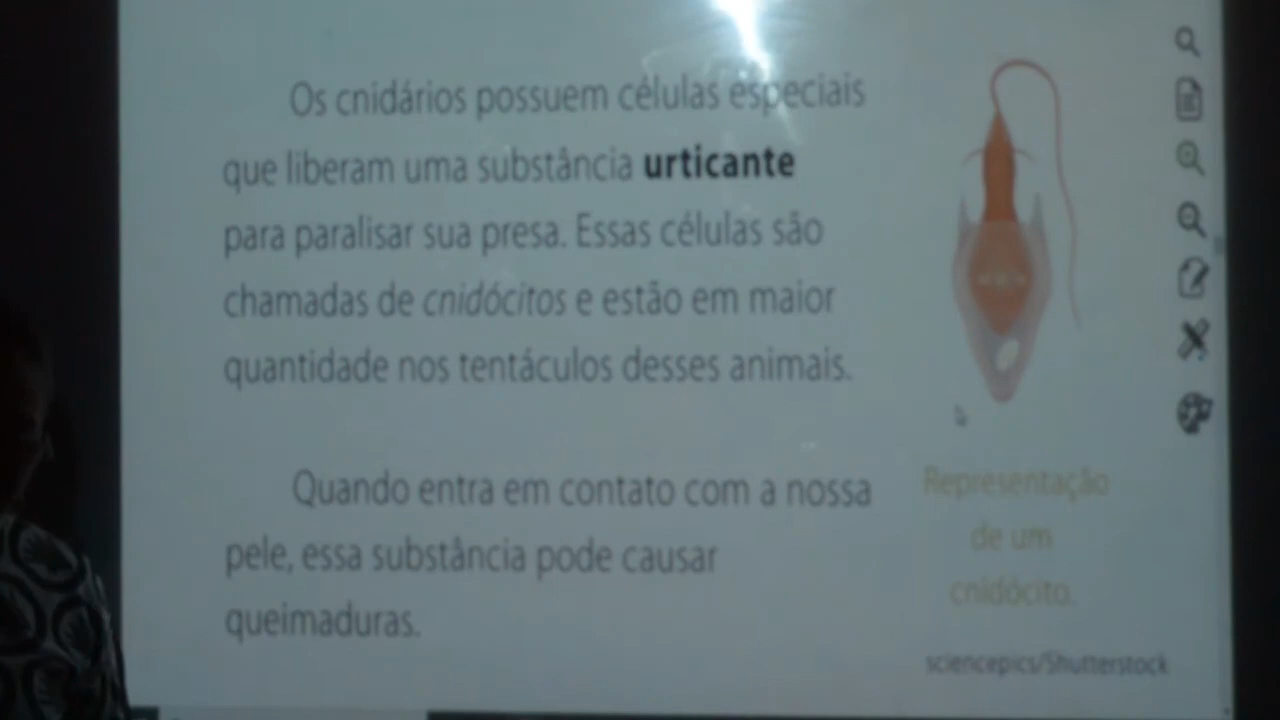 Os cnidários possuem células especiais
que liberam uma substância urticante
para paralisar sua presa. Essas células são
chamadas de cnidócitos e estão em maior
quantidade nos tentáculos desses animais.
Quando entra em contato com a nossa
pele, essa substância pode causar
queimaduras.
Representação
de um
cnidócito.
sciencepics/Shutterstock